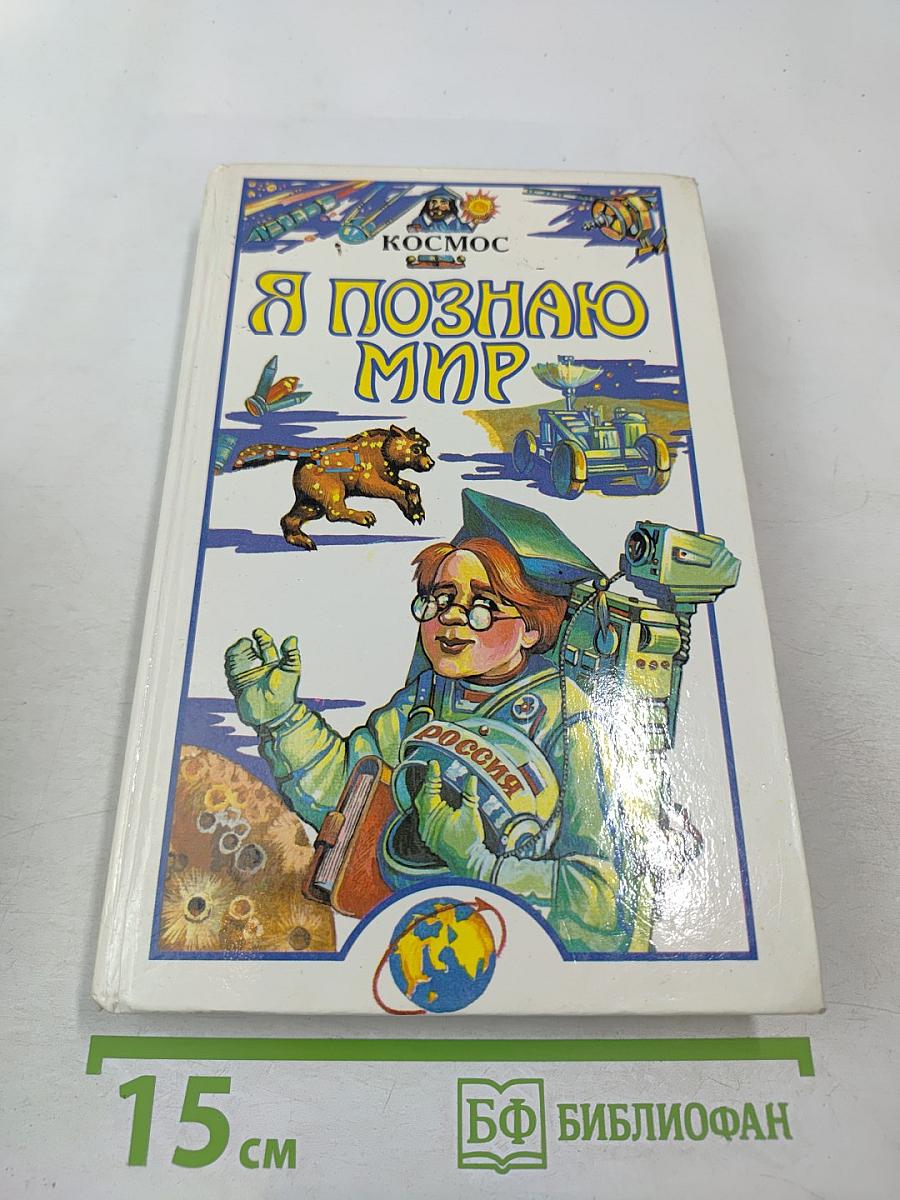 КОСМОС
Я ПОЗНАЮ
МИР
РОССИЯ
15 см
БФ БИБЛИОФАН